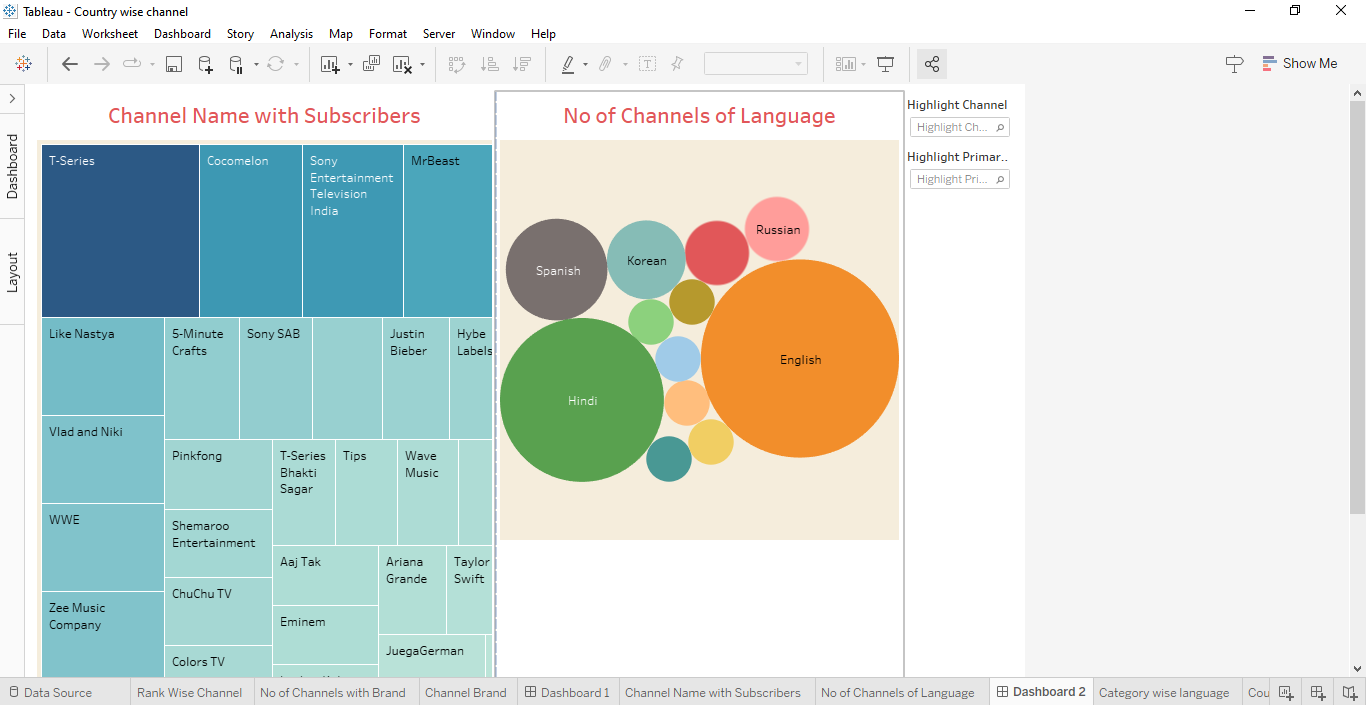 Tableau - Country wise channel
File Data Worksheet Dashboard Story Analysis Map Format Server Window Help
Show Me
Dashboard
Layout
Channel Name with Subscribers
T-Series
Cocomelon
Sony
Entertainment
Television
India
MrBeast
Like Nastya
5-Minute
Crafts
Sony SAB
Justin
Bieber
Hybe
Labels
Vlad and Niki
Pinkfong
T-Series
Bhakti
Sagar
Tips
Wave
Music
WWE
Shemaroo
Entertainment
Aaj Tak
Ariana
Grande
Taylor
Swift
ChuChu TV
Zee Music
Company
Eminem
JuegaGerman
Colors TV
No of Channels of Language
Spanish
Korean
Russian
English
Hindi
Highlight Channel
Highlight Ch...
Highlight Primar..
Highlight Pri...
Data Source
Rank Wise Channel
No of Channels with Brand
Channel Brand
Dashboard 1
Channel Name with Subscribers
No of Channels of Language
Dashboard 2
Category wise language
Cou